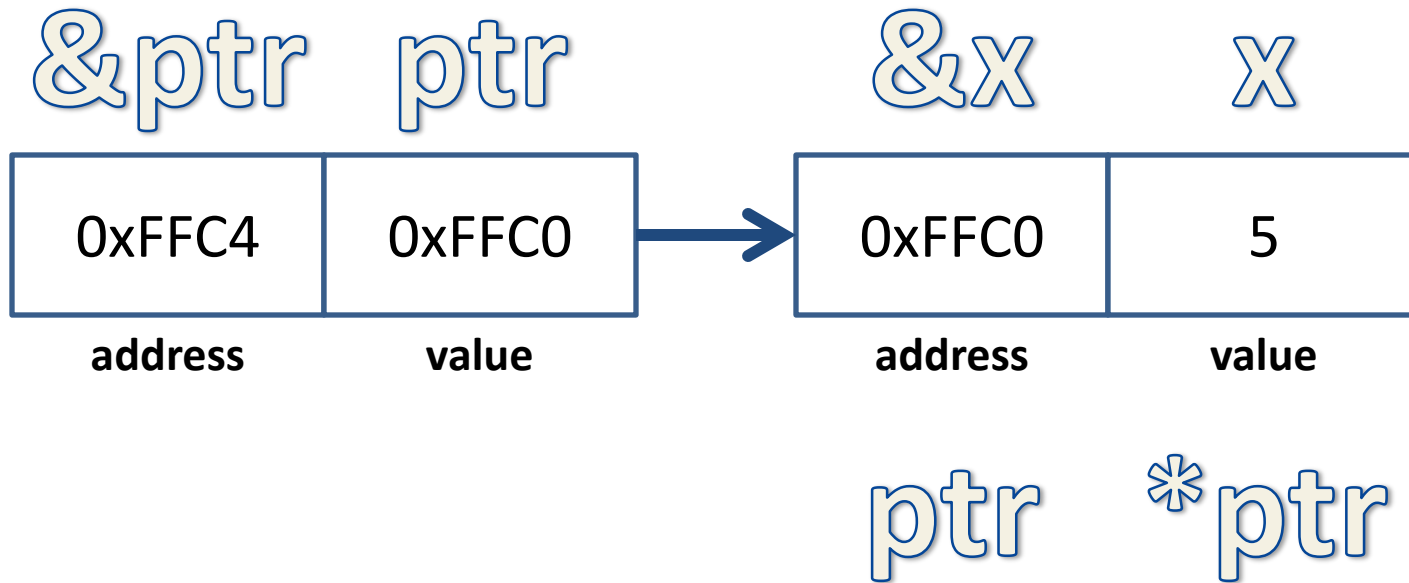 &ptr ptr &x x
0xFFC4 0xFFC0 0xFFC0 5
address value address value
ptr *ptr